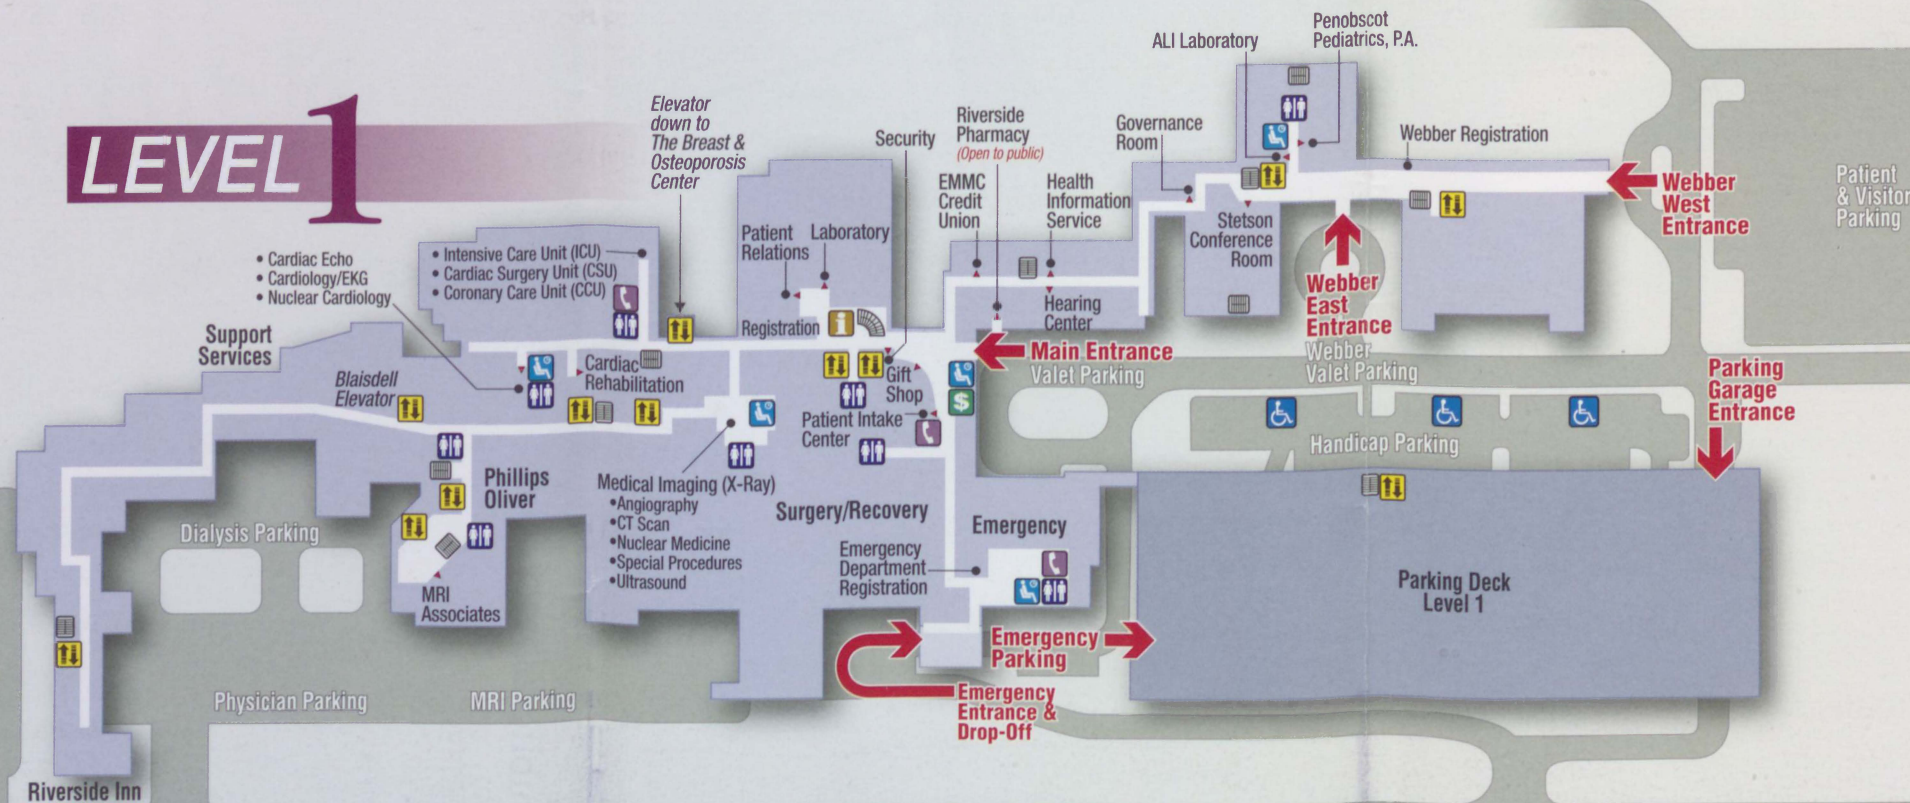 LEVEL 1
Elevator
down to
The Breast &
Osteoporosis
Center
Security
Riverside
Pharmacy
(Open to public)
EMMC
Credit
Union
Health
Information
Service
Governance
Room
ALI Laboratory
Penobscot
Pediatrics, P.A.
Webber Registration
Webber
West
Entrance
Patient
& Visitor
Parking
Stetson
Conference
Room
Webber
East
Entrance
Webber
Valet Parking
Hearing
Center
Main Entrance
Valet Parking
Patient
Relations
Laboratory
Registration
i
Gift
Shop
$
Patient Intake
Center
• Intensive Care Unit (ICU)
• Cardiac Surgery Unit (CSU)
• Coronary Care Unit (CCU)
• Cardiac Echo
• Cardiology/EKG
• Nuclear Cardiology
Support
Services
Blaisdell
Elevator
Cardiac
Rehabilitation
Phillips
Oliver
Medical Imaging (X-Ray)
•Angiography
•CT Scan
•Nuclear Medicine
•Special Procedures
•Ultrasound
Surgery/Recovery
Emergency
Emergency
Department
Registration
Dialysis Parking
MRI
Associates
Physician Parking
MRI Parking
Riverside Inn
Emergency
Parking
Emergency
Entrance &
Drop-Off
Handicap Parking
Parking
Garage
Entrance
Parking Deck
Level 1